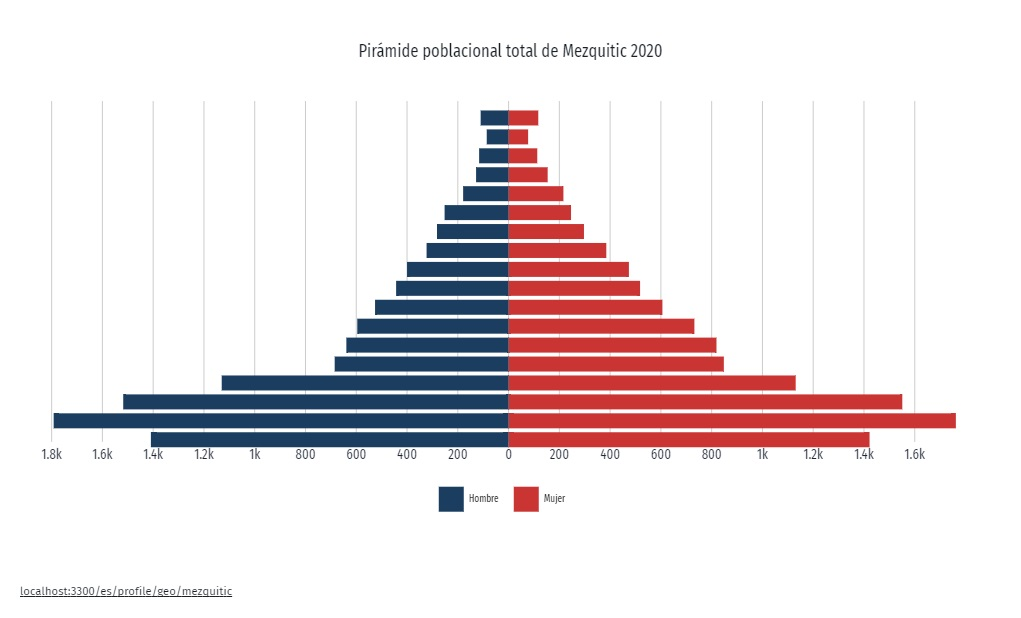 Pirámide poblacional total de Mezquitic 2020
1.8k 1.6k 1.4k 1.2k 1k 800 600 400 200 0 200 400 600 800 1k 1.2k 1.4k 1.6k
Hombre Mujer
localhost:3300/es/profile/geo/mezquitic